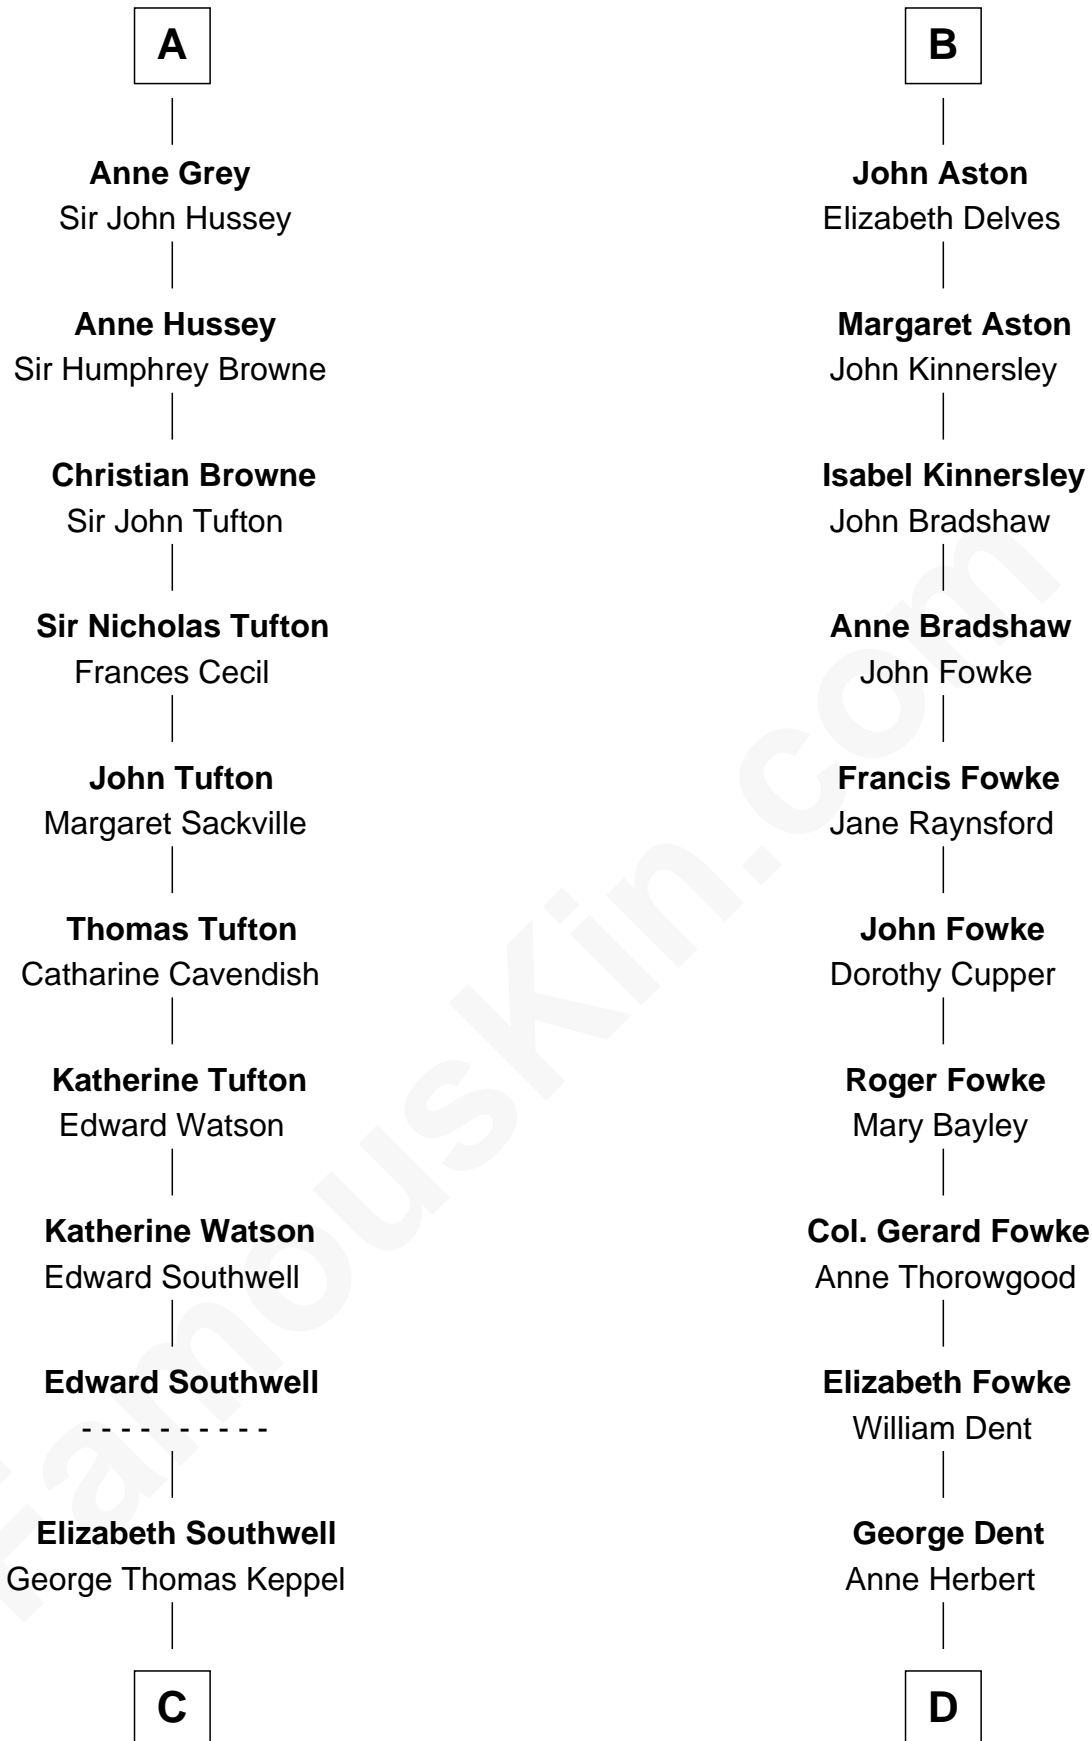 A
Anne Grey
Sir John Hussey
Anne Hussey
Sir Humphrey Browne
Christian Browne
Sir John Tufton
Sir Nicholas Tufton
Frances Cecil
John Tufton
Margaret Sackville
Thomas Tufton
Catharine Cavendish
Katherine Tufton
Edward Watson
Katherine Watson
Edward Southwell
Edward Southwell
- - - - - - - - - -
Elizabeth Southwell
George Thomas Keppel
C
B
John Aston
Elizabeth Delves
Margaret Aston
John Kinnersley
Isabel Kinnersley
John Bradshaw
Anne Bradshaw
John Fowke
Francis Fowke
Jane Raynsford
John Fowke
Dorothy Cupper
Roger Fowke
Mary Bayley
Col. Gerard Fowke
Anne Thorowgood
Elizabeth Fowke
William Dent
George Dent
Anne Herbert
D
FamousKin.com